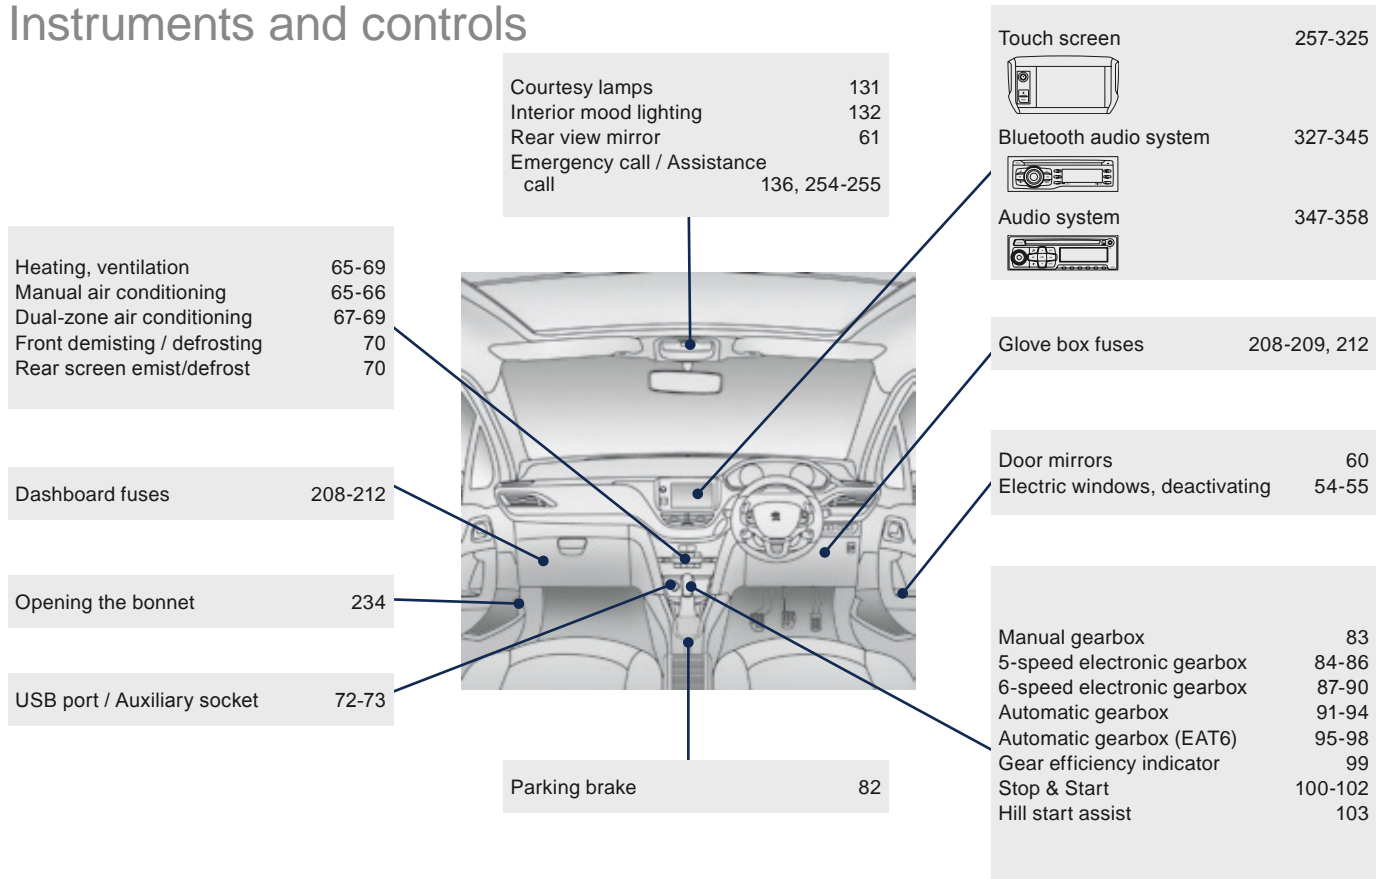 Instruments and controls
Courtesy lamps 131
Interior mood lighting 132
Rear view mirror 61
Emergency call / Assistance
call 136, 254-255
Heating, ventilation 65-69
Manual air conditioning 65-66
Dual-zone air conditioning 67-69
Front demisting / defrosting 70
Rear screen emist/defrost 70
Dashboard fuses 208-212
Opening the bonnet 234
USB port / Auxiliary socket 72-73
Parking brake 82
Touch screen 257-325
Bluetooth audio system 327-345
Audio system 347-358
Glove box fuses 208-209, 212
Door mirrors 60
Electric windows, deactivating 54-55
Manual gearbox 83
5-speed electronic gearbox 84-86
6-speed electronic gearbox 87-90
Automatic gearbox 91-94
Automatic gearbox (EAT6) 95-98
Gear efficiency indicator 99
Stop & Start 100-102
Hill start assist 103